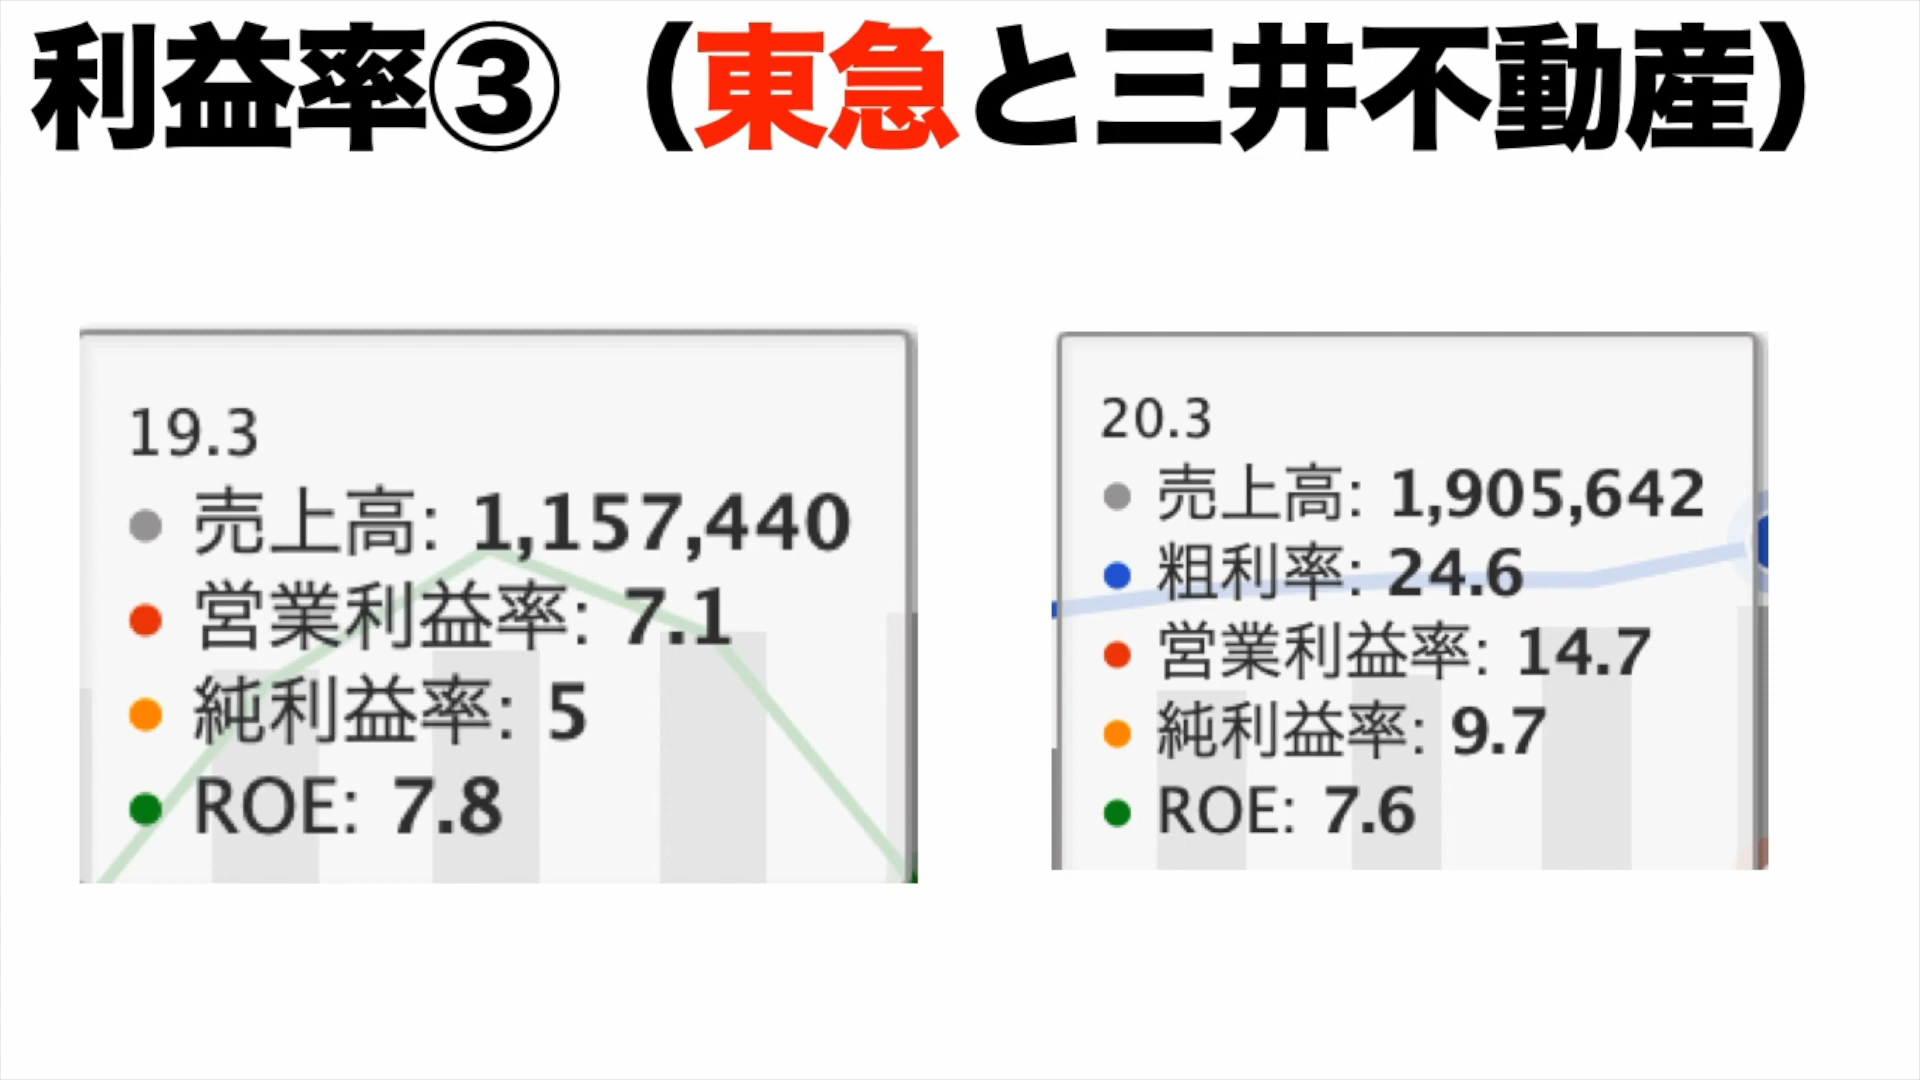 利益率③（東急と三井不動産）
19.3
売上高: 1,157,440
営業利益率: 7.1
純利益率: 5
ROE: 7.8
20.3
売上高: 1,905,642
粗利率: 24.6
営業利益率: 14.7
純利益率: 9.7
ROE: 7.6